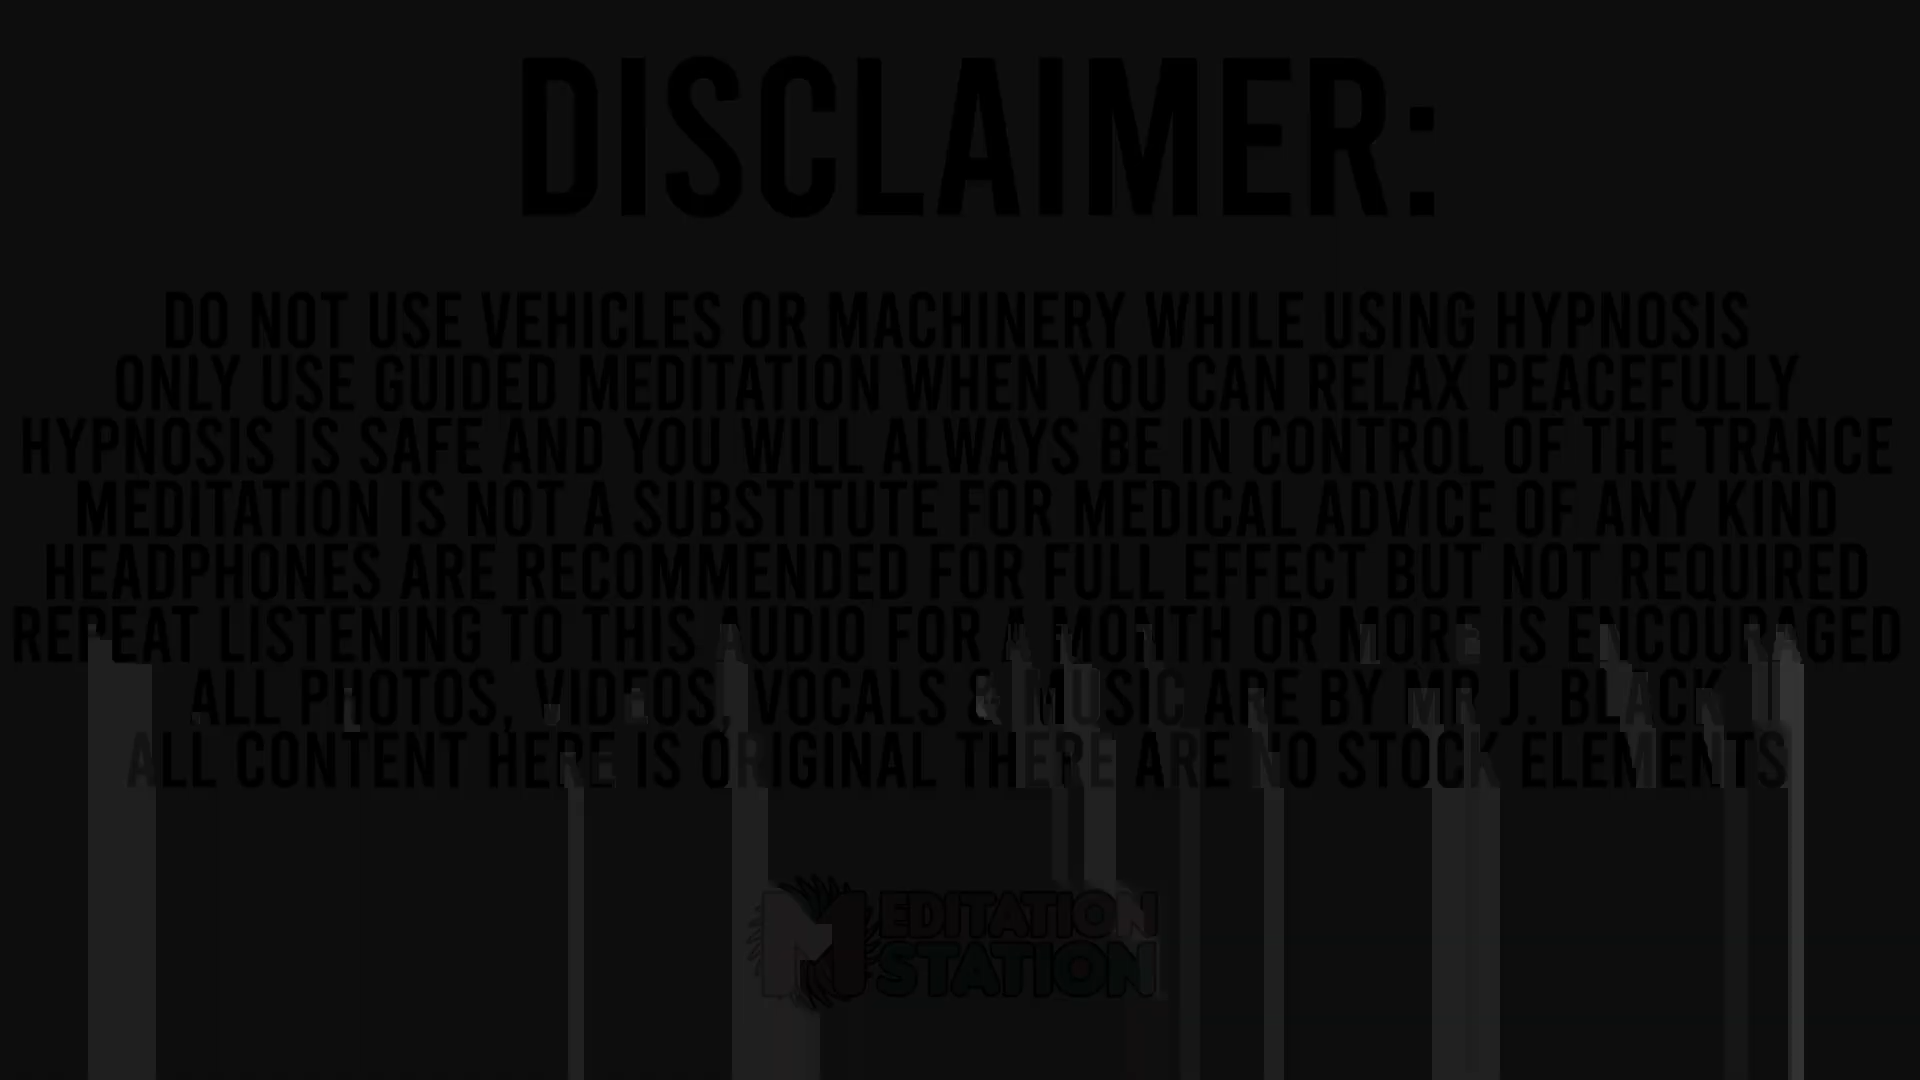 DISCLAIMER:
DO NOT USE VEHICLES OR MACHINERY WHILE USING HYPNOSIS
ONLY USE GUIDED MEDITATION WHEN YOU CAN RELAX PEACEFULLY
HYPNOSIS IS SAFE AND YOU WILL ALWAYS BE IN CONTROL OF THE TRANCE
MEDITATION IS NOT A SUBSTITUTE FOR MEDICAL ADVICE OF ANY KIND
HEADPHONES ARE RECOMMENDED FOR FULL EFFECT BUT NOT REQUIRED
REPEAT LISTENING TO THIS AUDIO FOR A MONTH OR MORE IS ENCOURAGED
ALL PHOTOS, VIDEOS, VOCALS & MUSIC ARE BY MR J. BLACK
ALL CONTENT HERE IS ORIGINAL THERE ARE NO STOCK ELEMENTS
MEDITATION
STATION